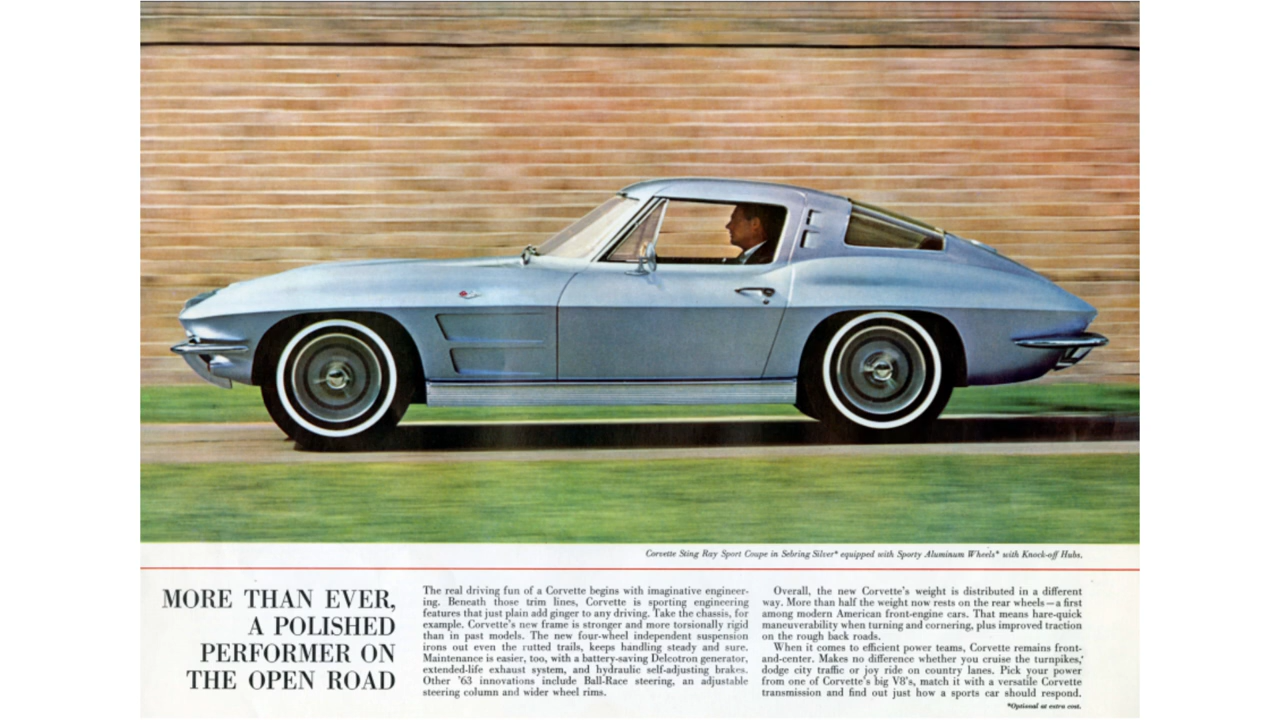 Corvette Sting Ray Sport Coupe in Sebring Silver* equipped with Sporty Aluminum Wheels* with Knock-off Hubs.
MORE THAN EVER,
A POLISHED
PERFORMER ON
THE OPEN ROAD
The real driving fun of a Corvette begins with imaginative engineer-
ing. Beneath those trim lines, Corvette is sporting engineering
features that just plain add ginger to any driving. Take the chassis, for
example. Corvette's new frame is stronger and more torsionally rigid
than in past models. The new four-wheel independent suspension
irons out even the rutted trails, keeps handling steady and sure.
Maintenance is easier, too, with a battery-saving Delcotron generator,
extended-life exhaust system, and hydraulic self-adjusting brakes.
Other '63 innovations include Ball-Race steering, an adjustable
steering column and wider wheel rims.
Overall, the new Corvette's weight is distributed in a different
way. More than half the weight now rests on the rear wheels—a first
among modern American front-engine cars. That means hare-quick
maneuverability when turning and cornering, plus improved traction
on the rough back roads.
When it comes to efficient power teams, Corvette remains front-
and-center. Makes no difference whether you cruise the turnpikes,
dodge city traffic or joy ride on country lanes. Pick your power
from one of Corvette's big V8's, match it with a versatile Corvette
transmission and find out just how a sports car should respond.
*Optional at extra cost.